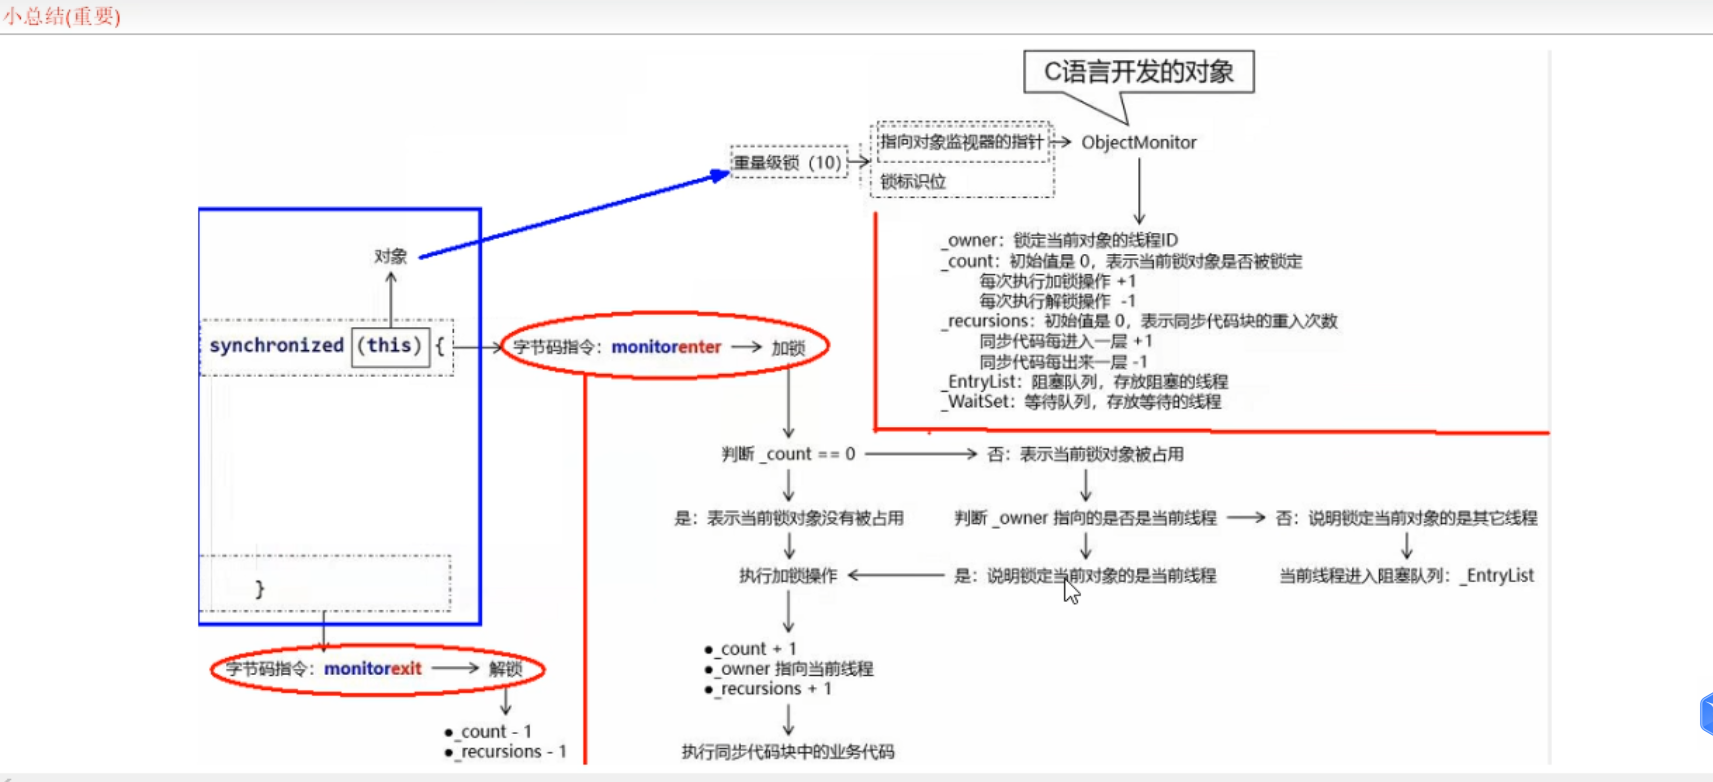 小总结(重要)
C语言开发的对象
指向对象监视器的指针
ObjectMonitor
重量级锁 (10)
锁标识位
_owner：锁定当前对象的线程ID
_count：初始值是 0，表示当前锁对象是否被锁定
每次执行加锁操作 +1
每次执行解锁操作 -1
_recursions：初始值是 0，表示同步代码块的重入次数
同步代码每进入一层 +1
同步代码每出来一层 -1
_EntryList：阻塞队列，存放阻塞的线程
_WaitSet：等待队列，存放等待的线程
对象
synchronized (this) {
字节码指令：monitorenter
加锁
判断 _count == 0
否：表示当前锁对象被占用
是：表示当前锁对象没有被占用
判断 _owner 指向的是否是当前线程
否：说明锁定当前对象的是其它线程
执行加锁操作
是：说明锁定当前对象的是当前线程
当前线程进入阻塞队列：_EntryList
}
●_count + 1
●_owner 指向当前线程
●_recursions + 1
字节码指令：monitorexit
解锁
●_count - 1
●_recursions - 1
执行同步代码块中的业务代码